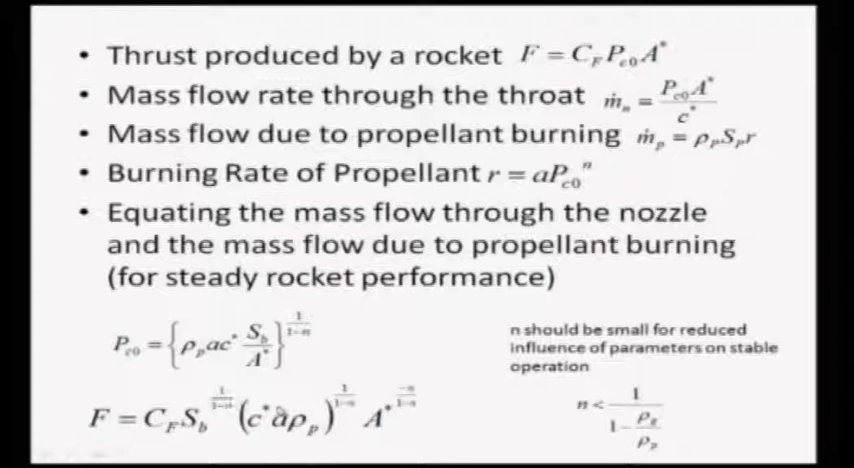 • Thrust produced by a rocket F = C_F P_c0 A*
• Mass flow rate through the throat ṁ_n = P_c0 A* / c*
• Mass flow due to propellant burning ṁ_p = ρ_p S_p r
• Burning Rate of Propellant r = aP_c0^n
• Equating the mass flow through the nozzle
and the mass flow due to propellant burning
(for steady rocket performance)
P_c0 = {ρ_p ac* S_b / A*}^(1/(1-n))
n should be small for reduced
influence of parameters on stable
operation
F = C_F S_b^(1/(1-n)) (c* a ρ_p)^(1/(1-n)) A*^(-n/(1-n))
n < 1 / (1 - ρ_g / ρ_p)